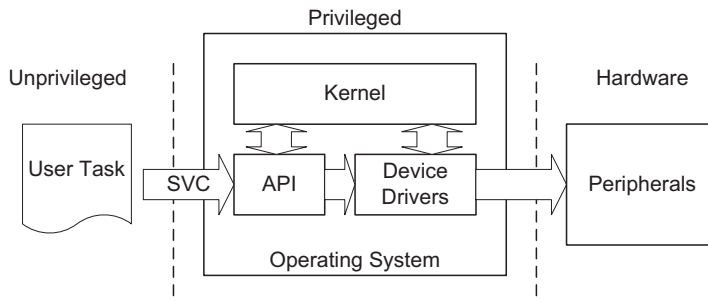 Privileged
Unprivileged
Hardware
Kernel
User Task
SVC
API
Device
Drivers
Peripherals
Operating System